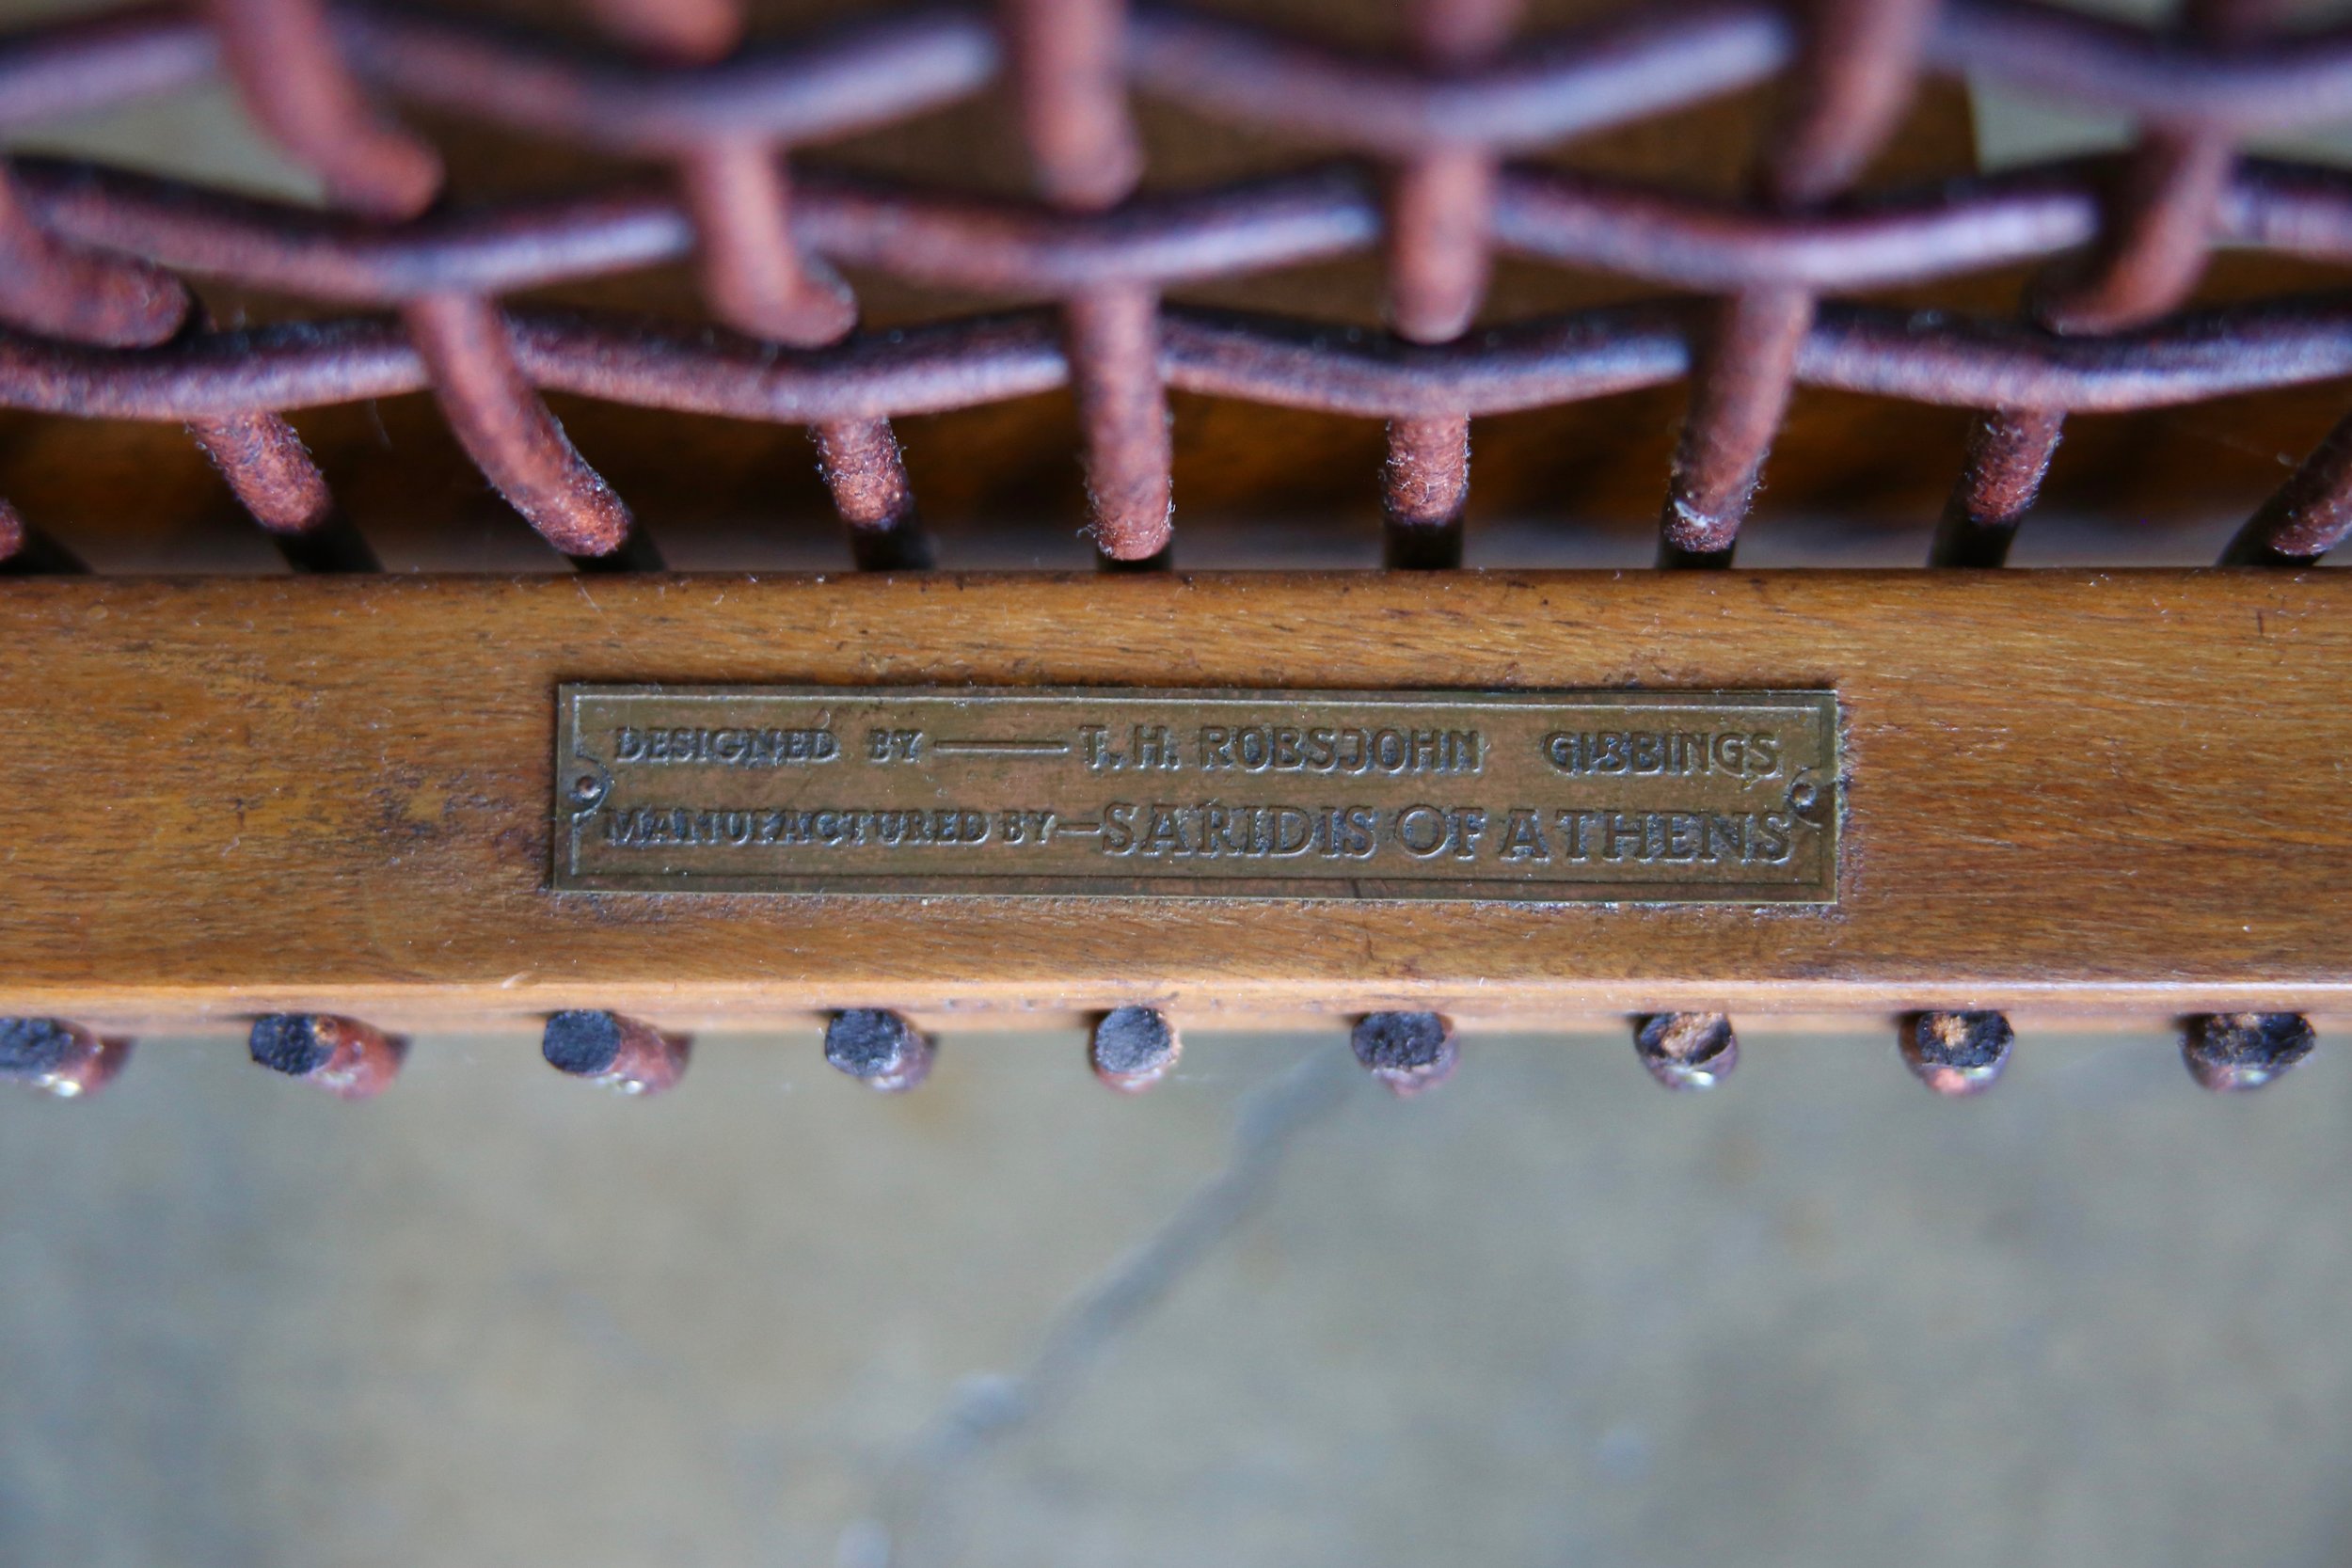 DESIGNED BY — T. H. ROBSJOHN GIBBINGS
MANUFACTURED BY — SARIDIS OF ATHENS